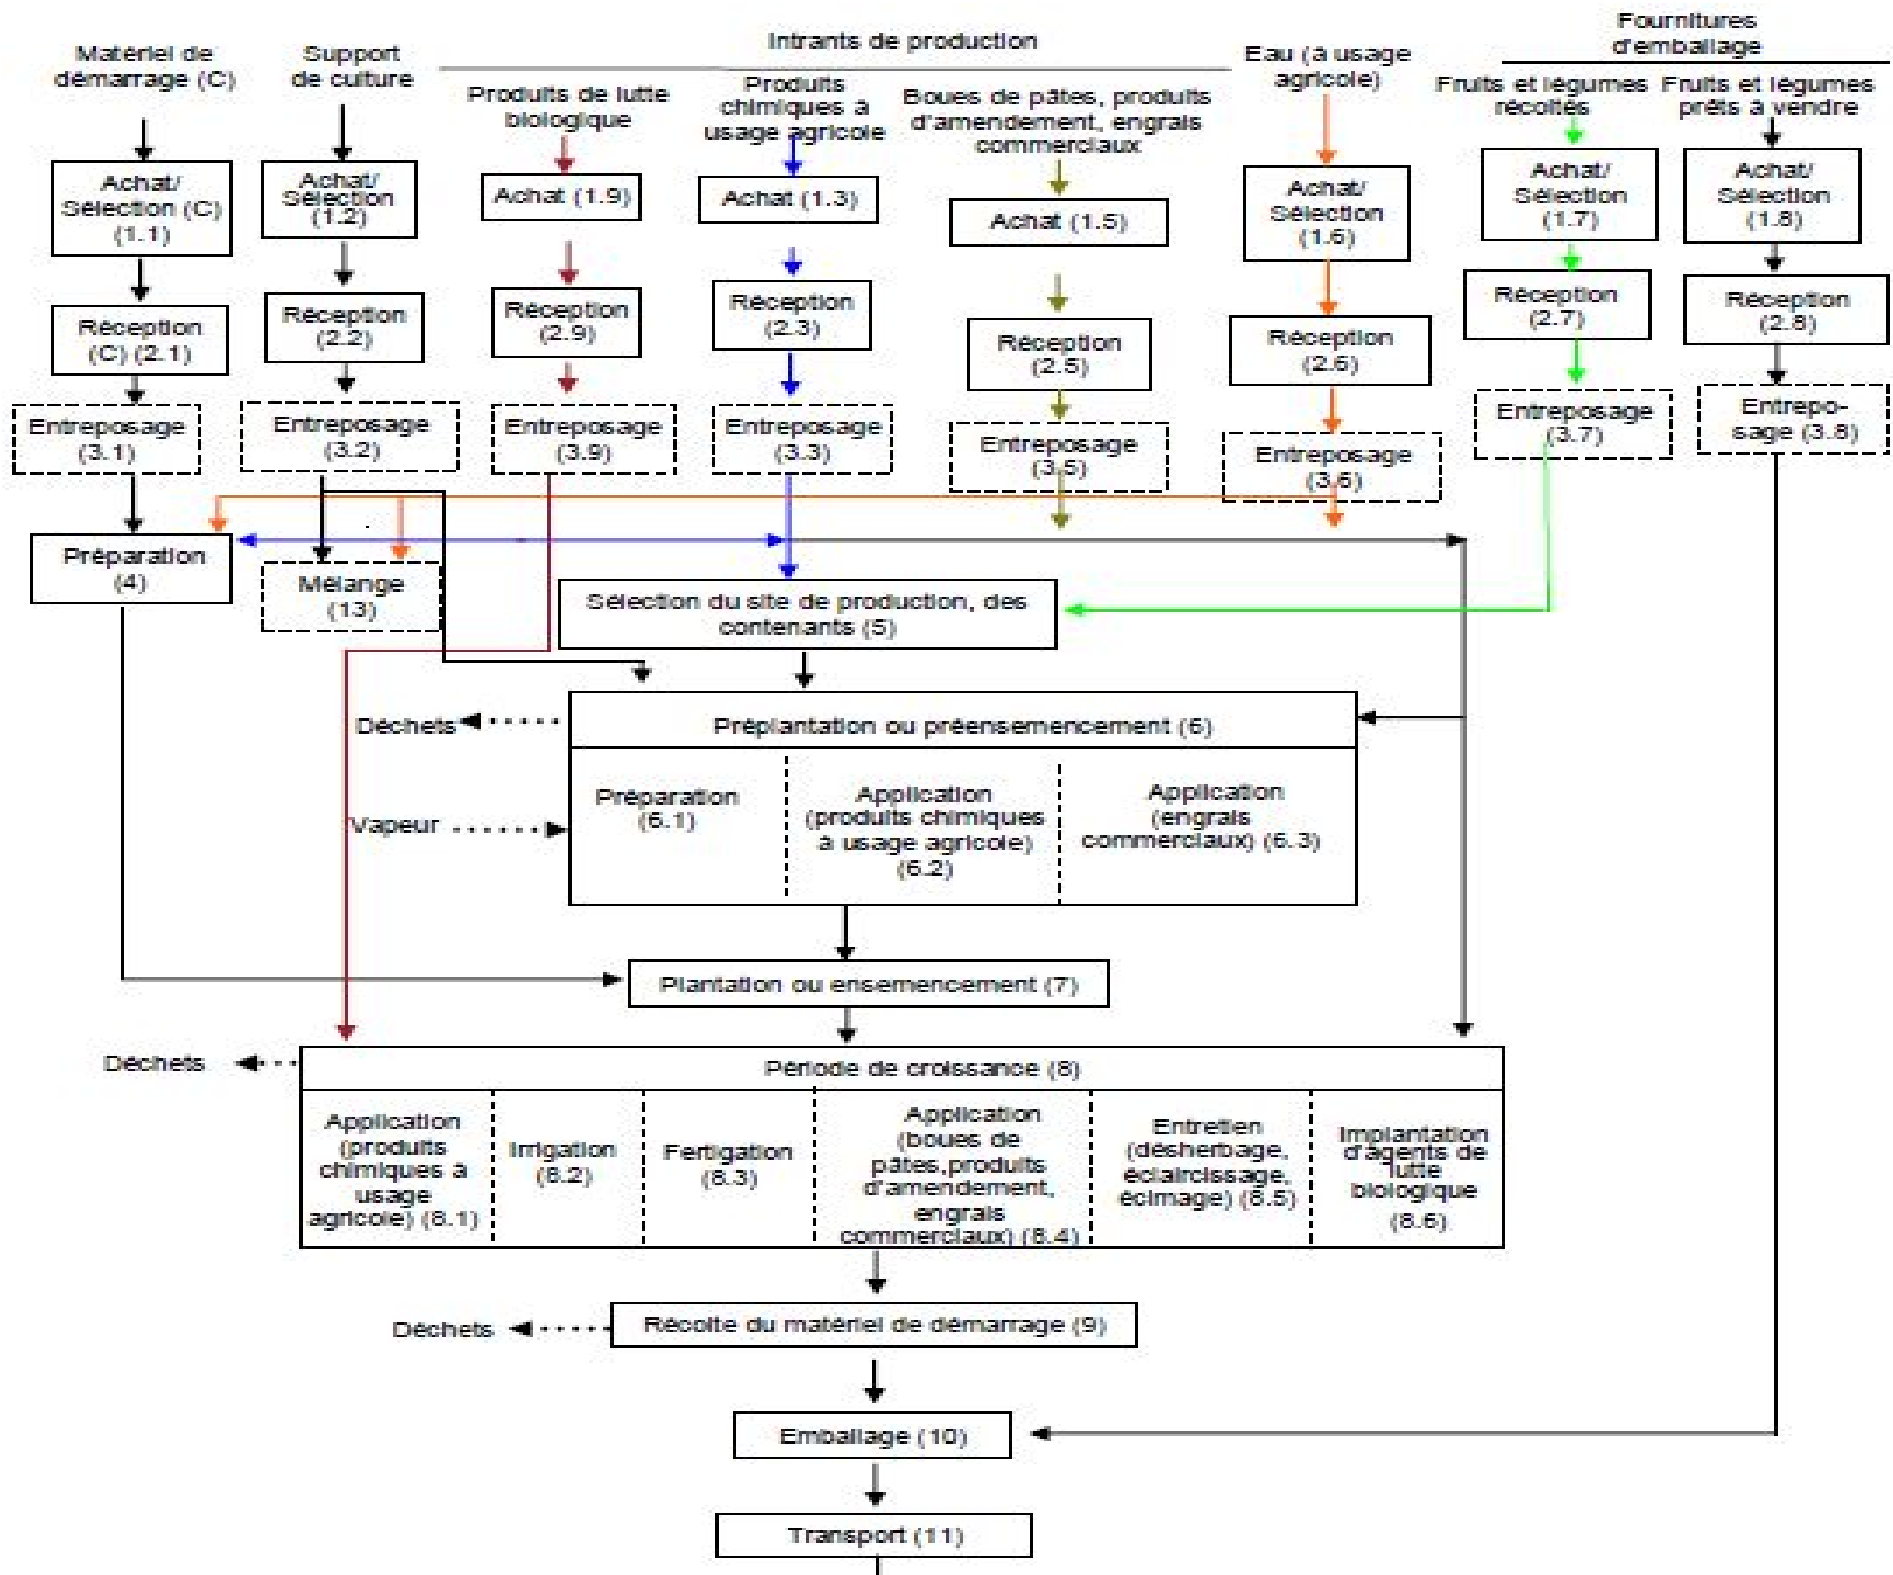 Matériel de
démarrage (C)
Support
de culture
Intrants de production
Produits de lutte
biologique
Produits
chimiques à
usage agricole
Boues de pâtes, produits
d'amendement, engrais
commerciaux
Eau (à usage
agricole)
Fournitures
d'emballage
Fruits et légumes
récoltés
Fruits et légumes
prêts à vendre
Achat/
Sélection (C)
(1.1)
Achat/
Sélection
(1.2)
Achat (1.9)
Achat (1.3)
Achat (1.5)
Achat/
Sélection
(1.6)
Achat/
Sélection
(1.7)
Achat/
Sélection
(1.8)
Réception
(C) (2.1)
Réception
(2.2)
Réception
(2.9)
Réception
(2.3)
Réception
(2.5)
Réception
(2.6)
Réception
(2.7)
Réception
(2.8)
Entreposage
(3.1)
Entreposage
(3.2)
Entreposage
(3.9)
Entreposage
(3.3)
Entreposage
(3.5)
Entreposage
(3.6)
Entreposage
(3.7)
Entrepo-
sage (3.8)
Préparation
(4)
Mélange
(13)
Sélection du site de production, des
contenants (5)
Déchets
Préplantation ou préensemencement (6)
Vapeur
Préparation
(6.1)
Application
(produits chimiques
à usage agricole)
(6.2)
Application
(engrais
commerciaux) (6.3)
Plantation ou ensemencement (7)
Déchets
Période de croissance (8)
Application
(produits
chimiques à
usage
agricole) (8.1)
Irrigation
(8.2)
Fertigation
(8.3)
Application
(boues de
pâtes,produits
d'amendement,
engrais
commerciaux) (8.4)
Entretien
(désherbage,
éclaircissage,
écimage) (8.5)
Implantation
d'agents de
lutte
biologique
(8.6)
Déchets
Récolte du matériel de démarrage (9)
Emballage (10)
Transport (11)